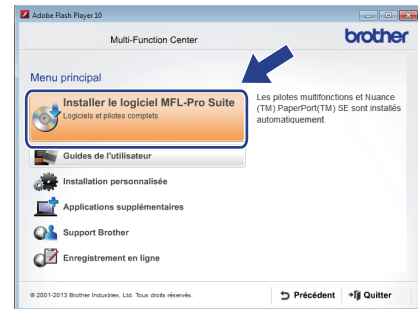 Adobe Flash Player 10
Multi-Function Center
brother
Menu principal
Installer le logiciel MFL-Pro Suite
Logiciels et pilotes complets
Les pilotes multifonctions et Nuance
(TM) PaperPort(TM) SE sont installés
automatiquement.
Guides de l'utilisateur
Installation personnalisée
Applications supplémentaires
Support Brother
Enregistrement en ligne
© 2001-2013 Brother Industries, Ltd. Tous droits réservés.
Précédent
Quitter